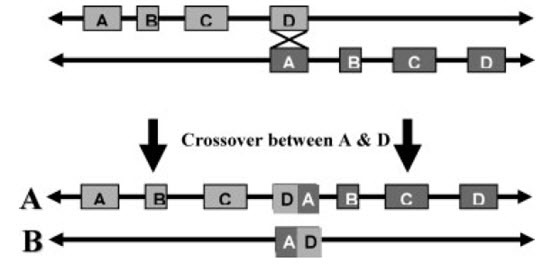 A B C D
A B C D
Crossover between A & D
A A B C D A B C D
B A D